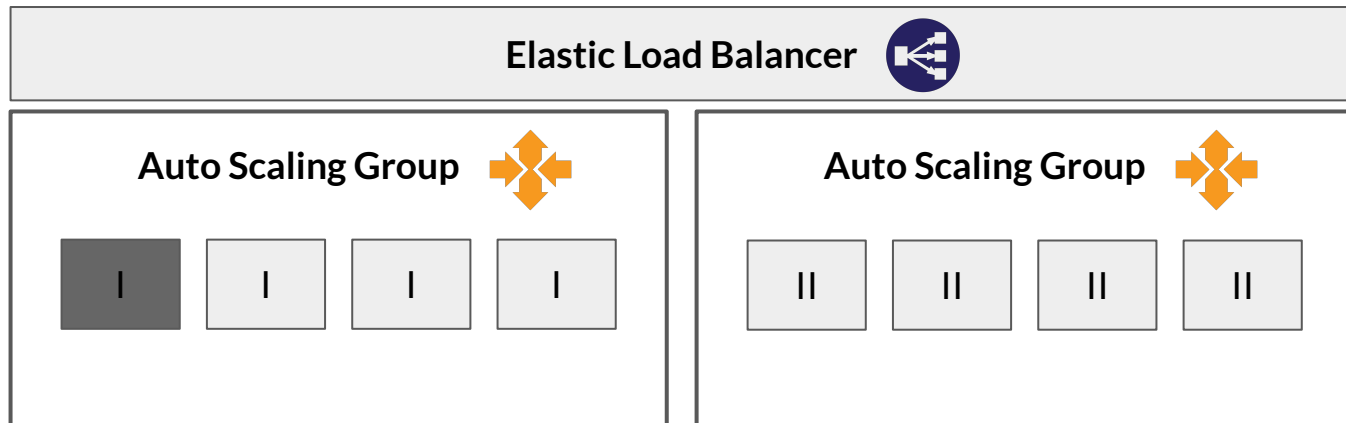 Elastic Load Balancer
Auto Scaling Group
I I I I
Auto Scaling Group
II II II II